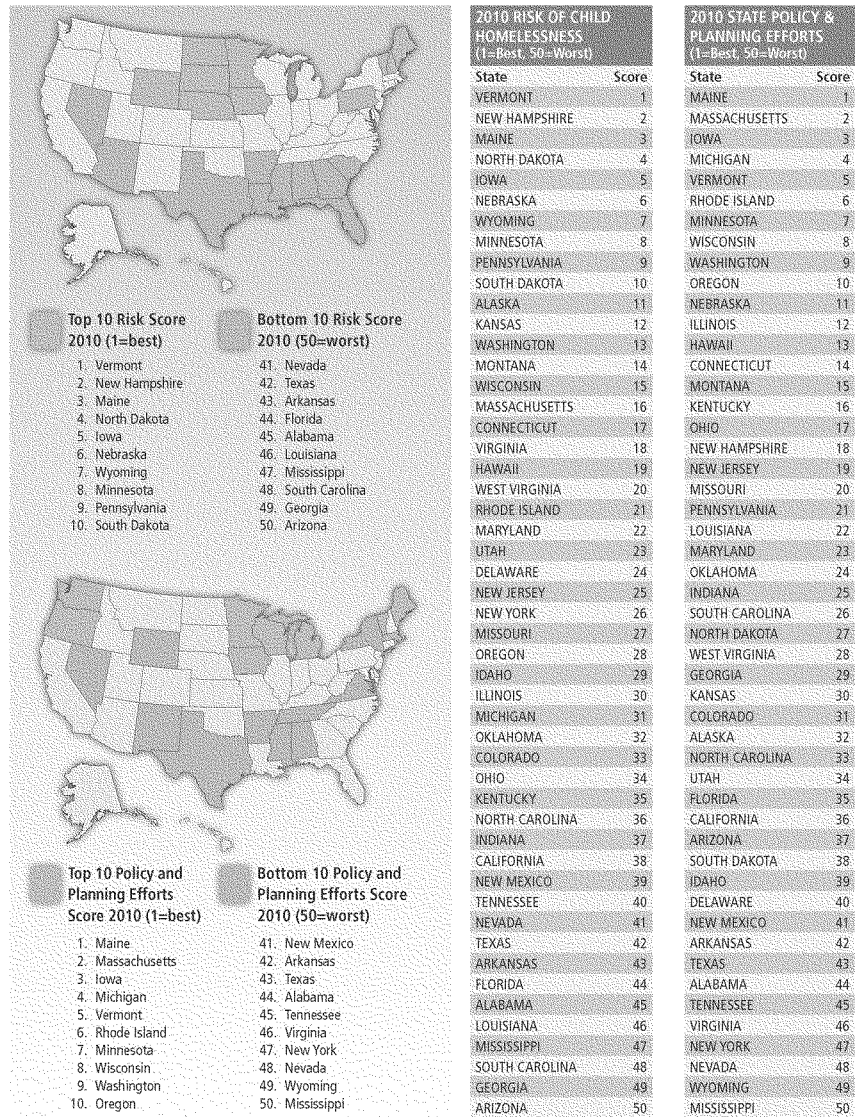 Top 10 Risk Score
2010 (1=best)
1. Vermont
2. New Hampshire
3. Maine
4. North Dakota
5. Iowa
6. Nebraska
7. Wyoming
8. Minnesota
9. Pennsylvania
10. South Dakota
Bottom 10 Risk Score
2010 (50=worst)
41. Nevada
42. Texas
43. Arkansas
44. Florida
45. Alabama
46. Louisiana
47. Mississippi
48. South Carolina
49. Georgia
50. Arizona
Top 10 Policy and
Planning Efforts
Score 2010 (1=best)
1. Maine
2. Massachusetts
3. Iowa
4. Michigan
5. Vermont
6. Rhode Island
7. Minnesota
8. Wisconsin
9. Washington
10. Oregon
Bottom 10 Policy and
Planning Efforts Score
2010 (50=worst)
41. New Mexico
42. Arkansas
43. Texas
44. Alabama
45. Tennessee
46. Virginia
47. New York
48. Nevada
49. Wyoming
50. Mississippi
2010 RISK OF CHILD
HOMELESSNESS
(1=Best, 50=Worst)
State Score
VERMONT 1
NEW HAMPSHIRE 2
MAINE 3
NORTH DAKOTA 4
IOWA 5
NEBRASKA 6
WYOMING 7
MINNESOTA 8
PENNSYLVANIA 9
SOUTH DAKOTA 10
ALASKA 11
KANSAS 12
WASHINGTON 13
MONTANA 14
WISCONSIN 15
MASSACHUSETTS 16
CONNECTICUT 17
VIRGINIA 18
HAWAII 19
WEST VIRGINIA 20
RHODE ISLAND 21
MARYLAND 22
UTAH 23
DELAWARE 24
NEW JERSEY 25
NEW YORK 26
MISSOURI 27
OREGON 28
IDAHO 29
ILLINOIS 30
MICHIGAN 31
OKLAHOMA 32
COLORADO 33
OHIO 34
KENTUCKY 35
NORTH CAROLINA 36
INDIANA 37
CALIFORNIA 38
NEW MEXICO 39
TENNESSEE 40
NEVADA 41
TEXAS 42
ARKANSAS 43
FLORIDA 44
ALABAMA 45
LOUISIANA 46
MISSISSIPPI 47
SOUTH CAROLINA 48
GEORGIA 49
ARIZONA 50
2010 STATE POLICY &
PLANNING EFFORTS
(1=Best, 50=Worst)
State Score
MAINE 1
MASSACHUSETTS 2
IOWA 3
MICHIGAN 4
VERMONT 5
RHODE ISLAND 6
MINNESOTA 7
WISCONSIN 8
WASHINGTON 9
OREGON 10
NEBRASKA 11
ILLINOIS 12
HAWAII 13
CONNECTICUT 14
MONTANA 15
KENTUCKY 16
OHIO 17
NEW HAMPSHIRE 18
NEW JERSEY 19
MISSOURI 20
PENNSYLVANIA 21
LOUISIANA 22
MARYLAND 23
OKLAHOMA 24
INDIANA 25
SOUTH CAROLINA 26
NORTH DAKOTA 27
WEST VIRGINIA 28
GEORGIA 29
KANSAS 30
COLORADO 31
ALASKA 32
NORTH CAROLINA 33
UTAH 34
FLORIDA 35
CALIFORNIA 36
ARIZONA 37
SOUTH DAKOTA 38
IDAHO 39
DELAWARE 40
NEW MEXICO 41
ARKANSAS 42
TEXAS 43
ALABAMA 44
TENNESSEE 45
VIRGINIA 46
NEW YORK 47
NEVADA 48
WYOMING 49
MISSISSIPPI 50